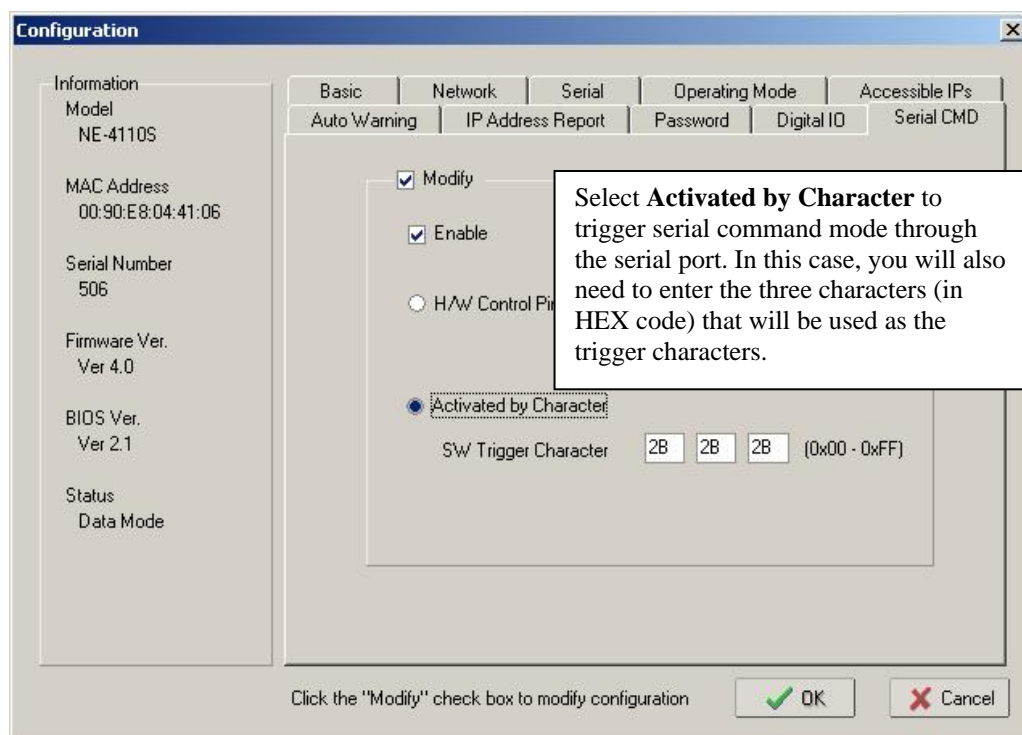 Configuration
Information
Model
NE-4110S
MAC Address
00:90:E8:04:41:06
Serial Number
506
Firmware Ver.
Ver 4.0
BIOS Ver.
Ver 2.1
Status
Data Mode
Basic Network Serial Operating Mode Accessible IPs
Auto Warning IP Address Report Password Digital IO Serial CMD
Modify
Enable
H/W Control
Select Activated by Character to
trigger serial command mode through
the serial port. In this case, you will also
need to enter the three characters (in
HEX code) that will be used as the
trigger characters.
Activated by Character
SW Trigger Character 2B 2B 2B (0x00 - 0xFF)
Click the "Modify" check box to modify configuration OK Cancel